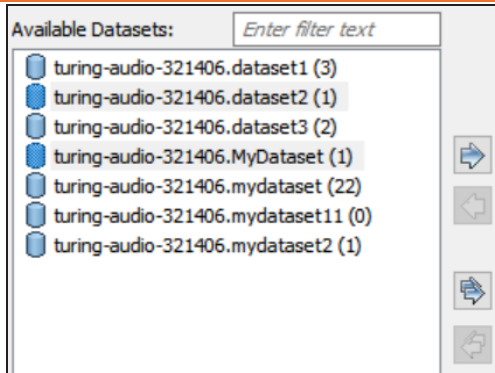 Available Datasets:  Enter filter text
turing-audio-321406.dataset1 (3)
turing-audio-321406.dataset2 (1)
turing-audio-321406.dataset3 (2)
turing-audio-321406.MyDataset (1)
turing-audio-321406.mydataset (22)
turing-audio-321406.mydataset11 (0)
turing-audio-321406.mydataset2 (1)